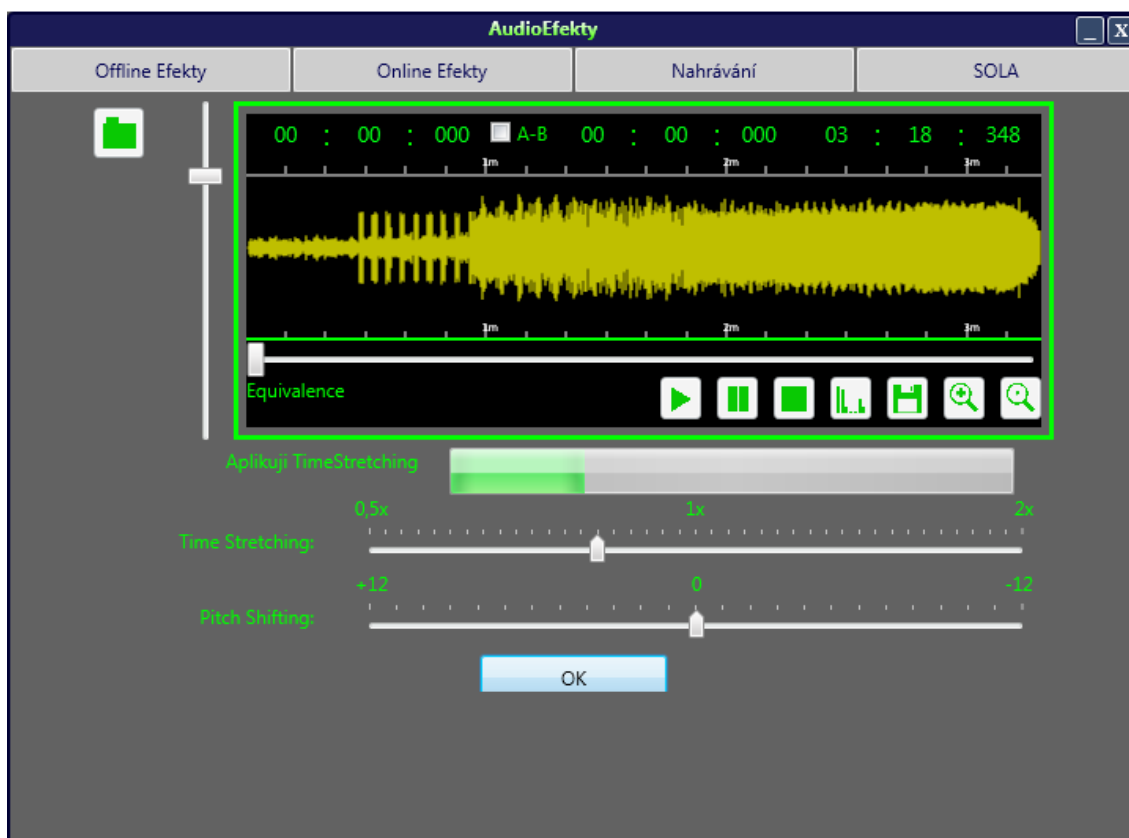 AudioEfekty
_ X
Offline Efekty Online Efekty Nahrávání SOLA
00 : 00 : 000 A-B 00 : 00 : 000 03 : 18 : 348
1m 2m 3m
1m 2m 3m
Equivalence
Aplikuji TimeStretching
0,5x 1x 2x
Time Stretching:
+12 0 -12
Pitch Shifting:
OK